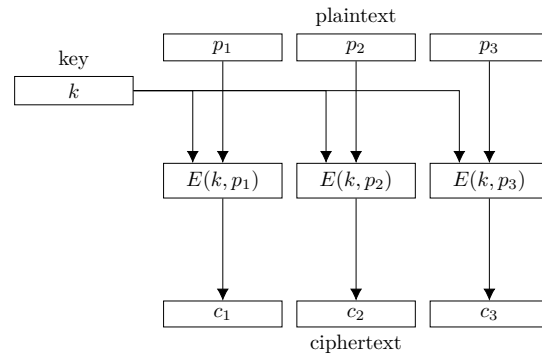 plaintext
p₁ p₂ p₃
key
k
E(k, p₁) E(k, p₂) E(k, p₃)
c₁ c₂ c₃
ciphertext